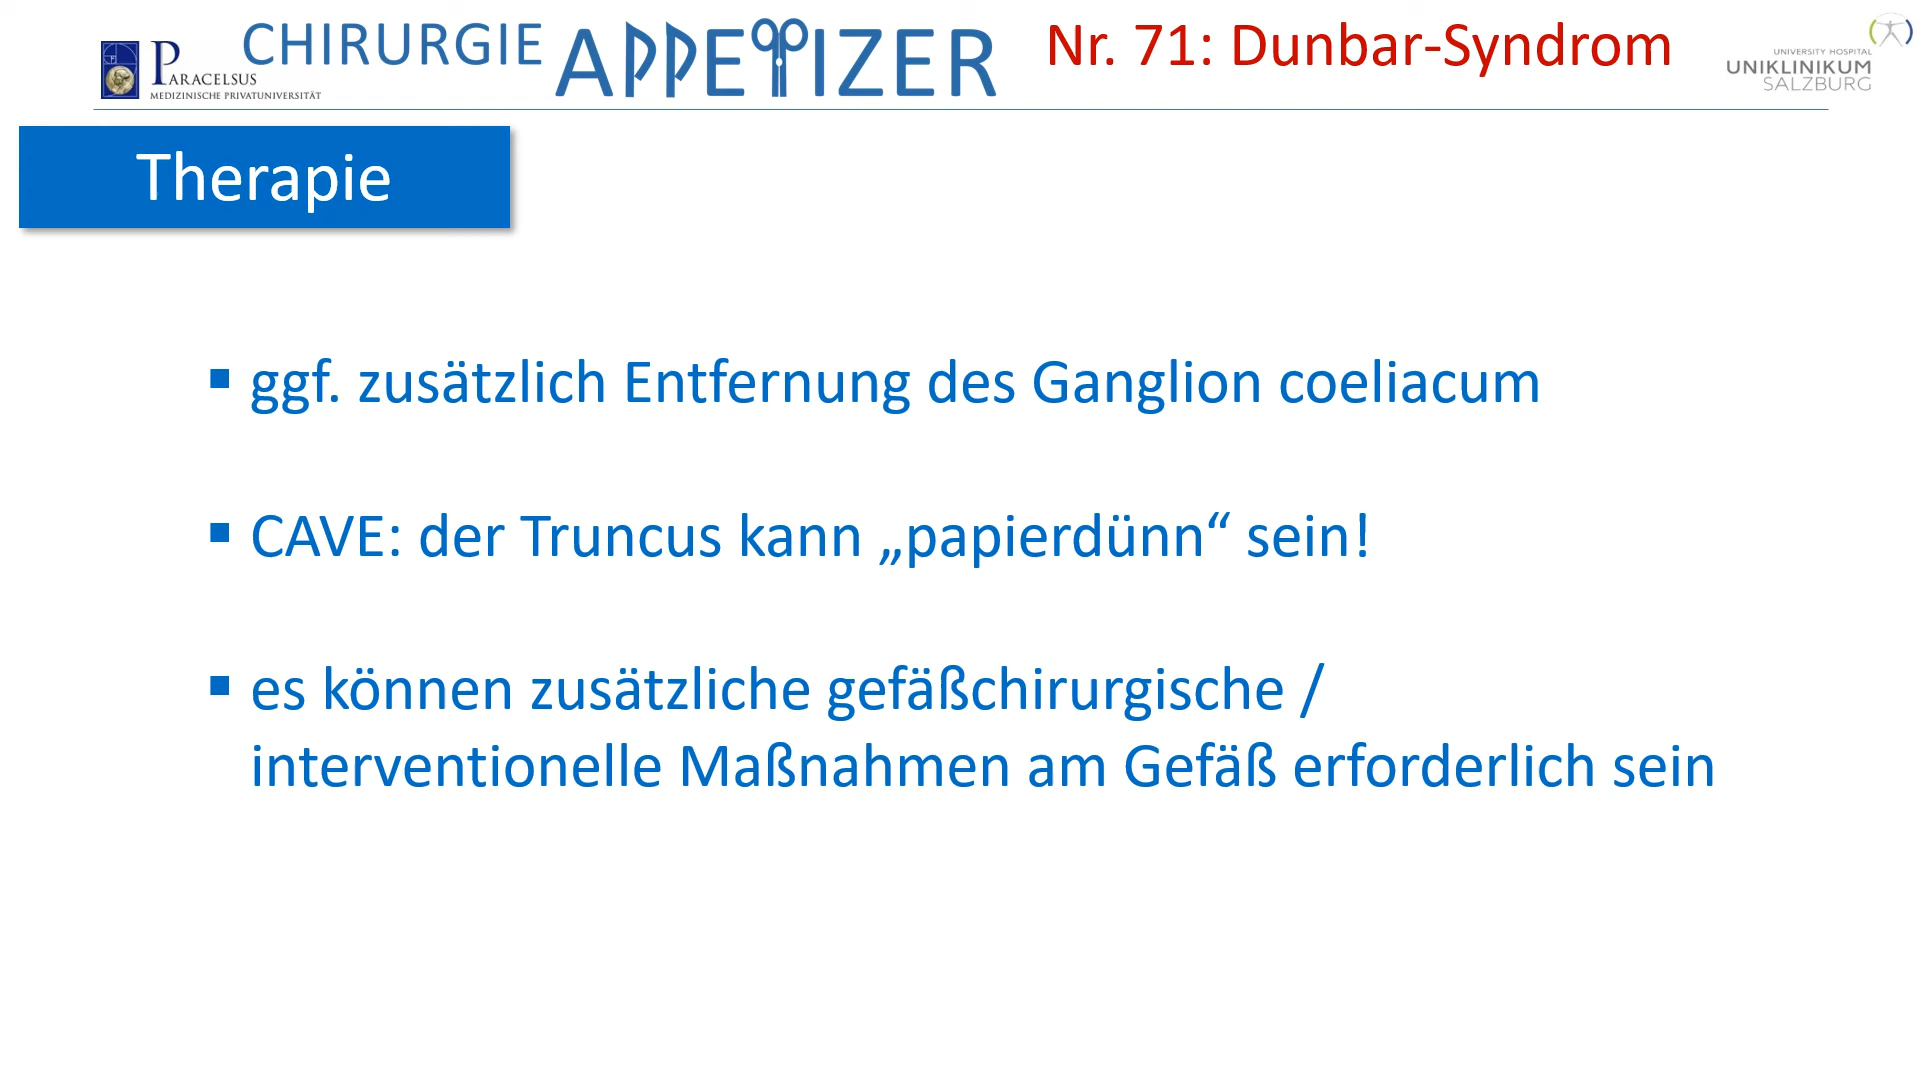 PARACELSUS
MEDIZINISCHE PRIVATUNIVERSITÄT
CHIRURGIE APPETIZER
Nr. 71: Dunbar-Syndrom
UNIVERSITY HOSPITAL
UNIKLINIKUM
SALZBURG
Therapie
▪ ggf. zusätzlich Entfernung des Ganglion coeliacum
▪ CAVE: der Truncus kann „papierdünn“ sein!
▪ es können zusätzliche gefäßchirurgische /
interventionelle Maßnahmen am Gefäß erforderlich sein